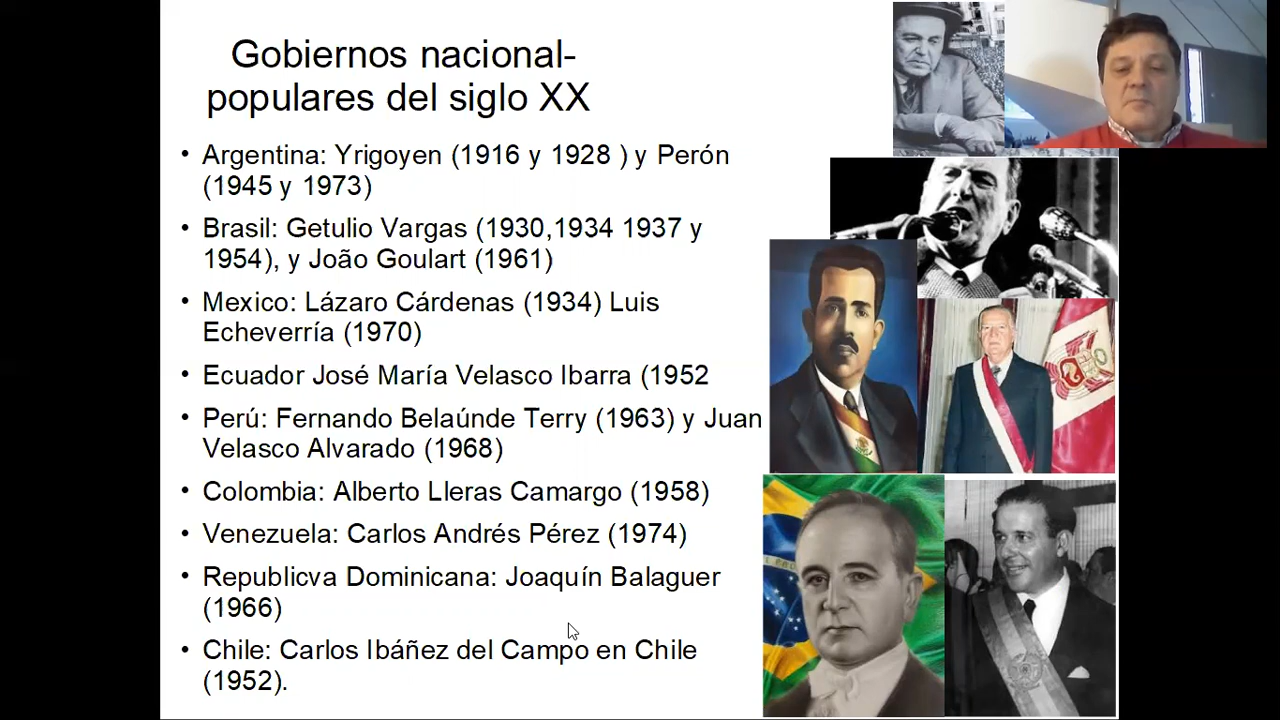 Gobiernos nacional-
populares del siglo XX
• Argentina: Yrigoyen (1916 y 1928 ) y Perón
(1945 y 1973)
• Brasil: Getulio Vargas (1930,1934 1937 y
1954), y João Goulart (1961)
• Mexico: Lázaro Cárdenas (1934) Luis
Echeverría (1970)
• Ecuador José María Velasco Ibarra (1952
• Perú: Fernando Belaúnde Terry (1963) y Juan
Velasco Alvarado (1968)
• Colombia: Alberto Lleras Camargo (1958)
• Venezuela: Carlos Andrés Pérez (1974)
• Republicva Dominicana: Joaquín Balaguer
(1966)
• Chile: Carlos Ibáñez del Campo en Chile
(1952).